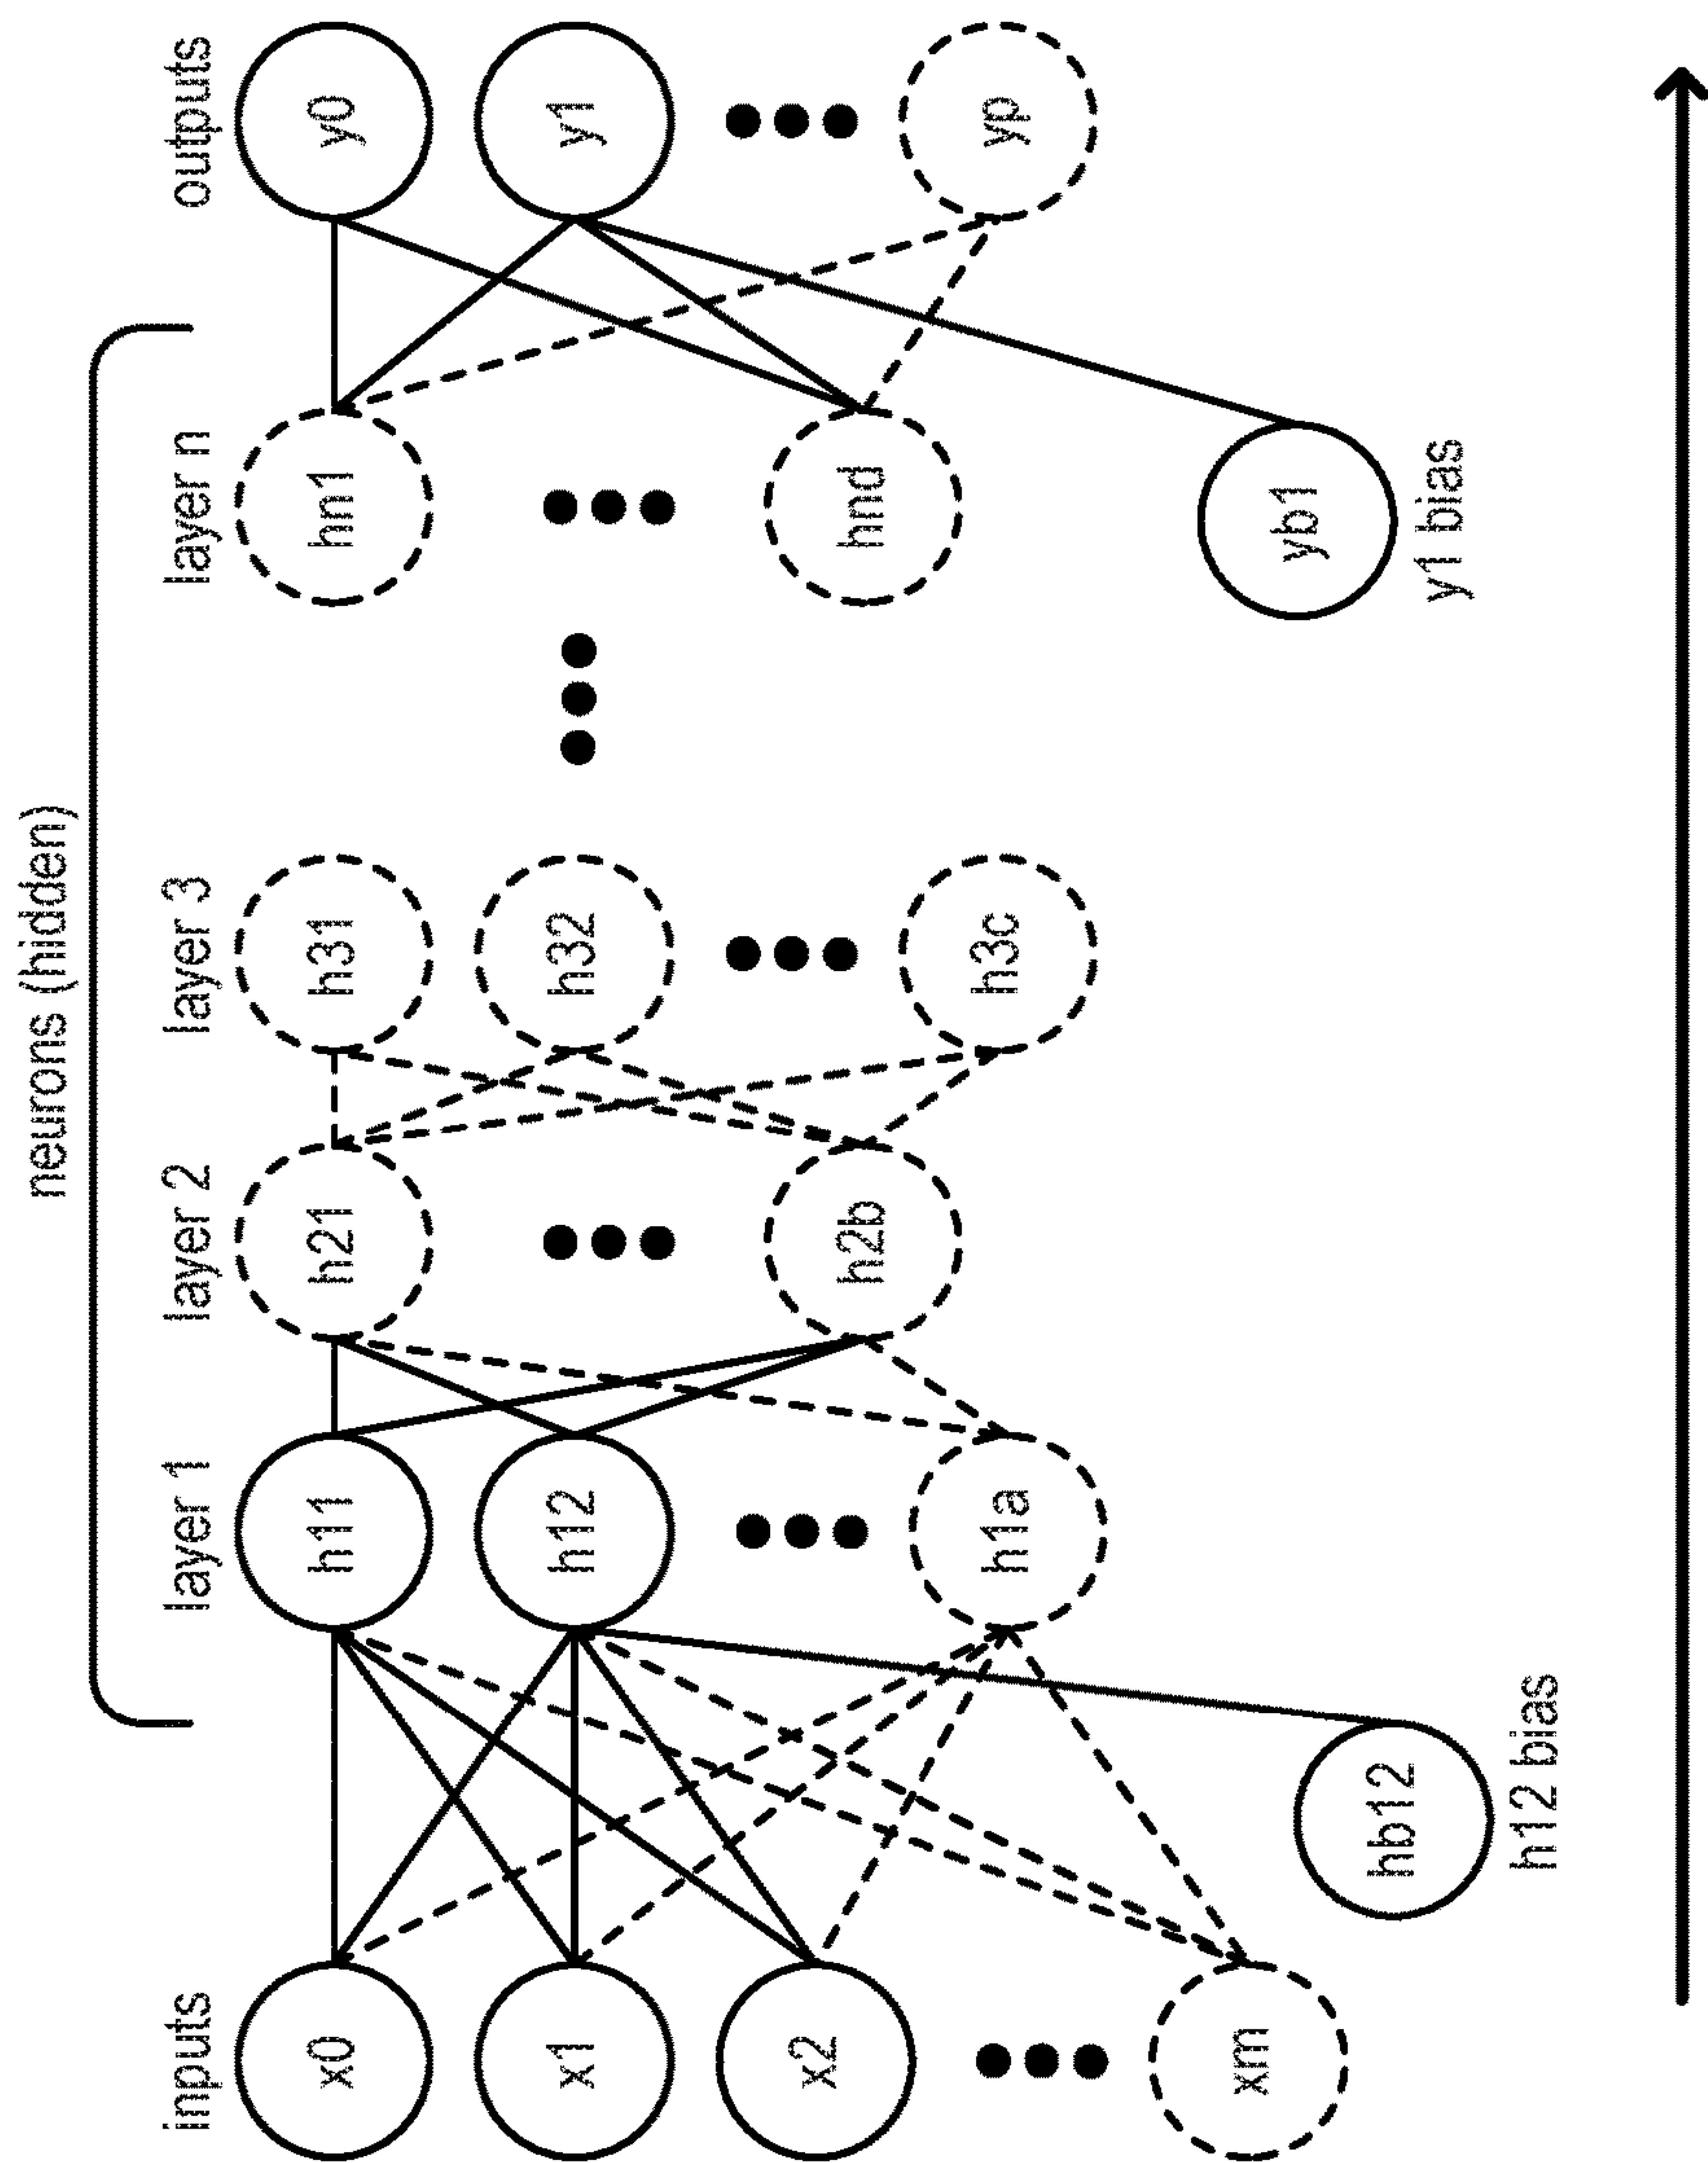 neurons (hidden)
inputs
layer 1
layer 2
layer 3
layer n
outputs
x0
h11
h21
h31
hn1
y0
x1
h12
h32
y1
x2
h2b
hnd
xm
h1a
h3c
yp
hb12
h12 bias
yb1
y1 bias